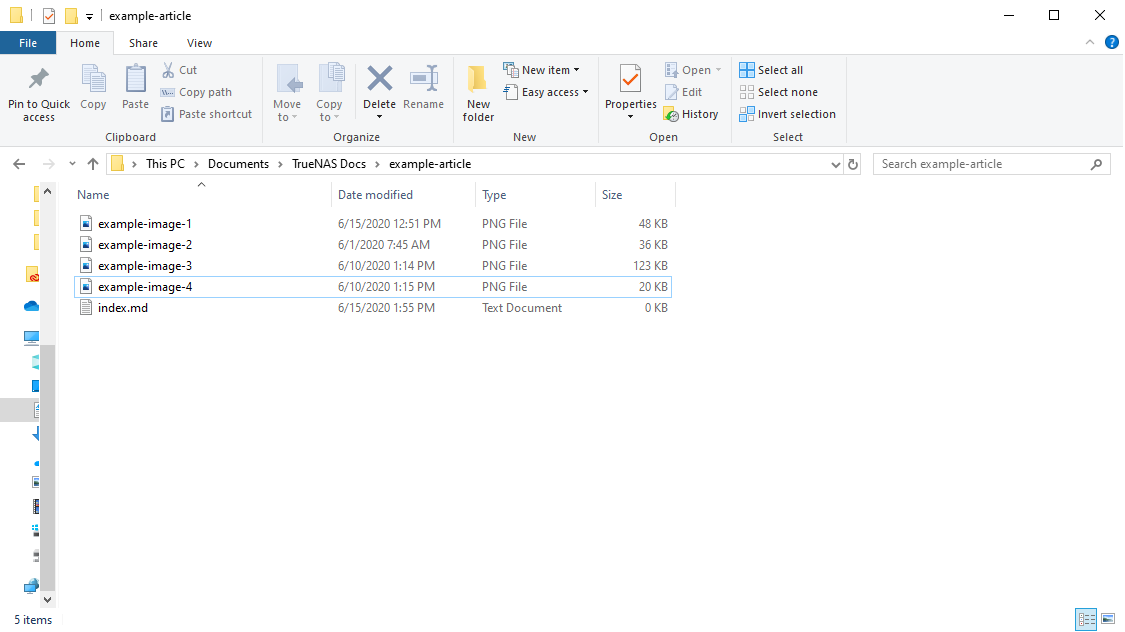 example-article
File Home Share View
Pin to Quick access
Copy
Paste
Cut
Copy path
Paste shortcut
Clipboard
Move to
Copy to
Delete
Rename
Organize
New folder
New item
Easy access
New
Properties
Open
Edit
History
Open
Select all
Select none
Invert selection
Select
This PC > Documents > TrueNAS Docs > example-article
Search example-article
Name Date modified Type Size
example-image-1 6/15/2020 12:51 PM PNG File 48 KB
example-image-2 6/1/2020 7:45 AM PNG File 36 KB
example-image-3 6/10/2020 1:14 PM PNG File 123 KB
example-image-4 6/10/2020 1:15 PM PNG File 20 KB
index.md 6/15/2020 1:55 PM Text Document 0 KB
5 items